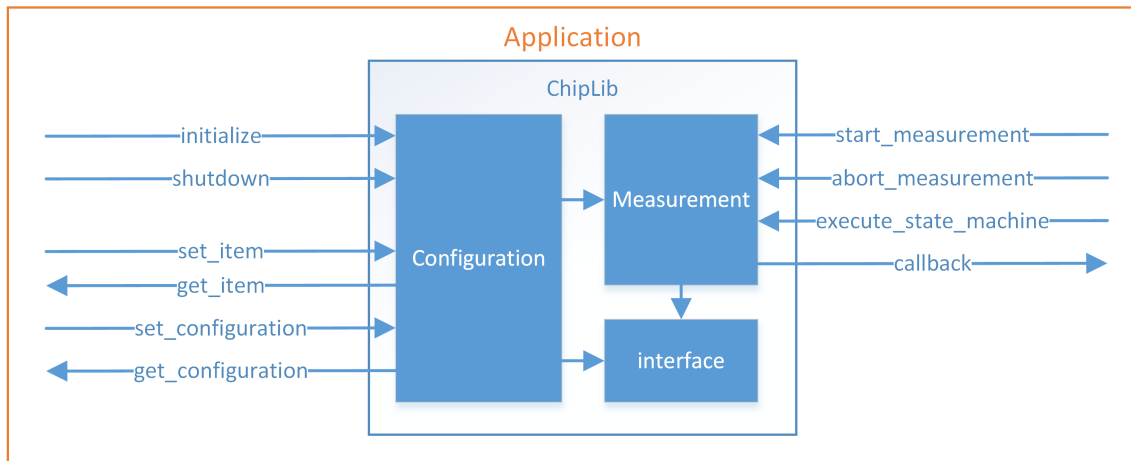 Application
ChipLib
initialize
shutdown
set_item
get_item
set_configuration
get_configuration
Configuration
Measurement
interface
start_measurement
abort_measurement
execute_state_machine
callback